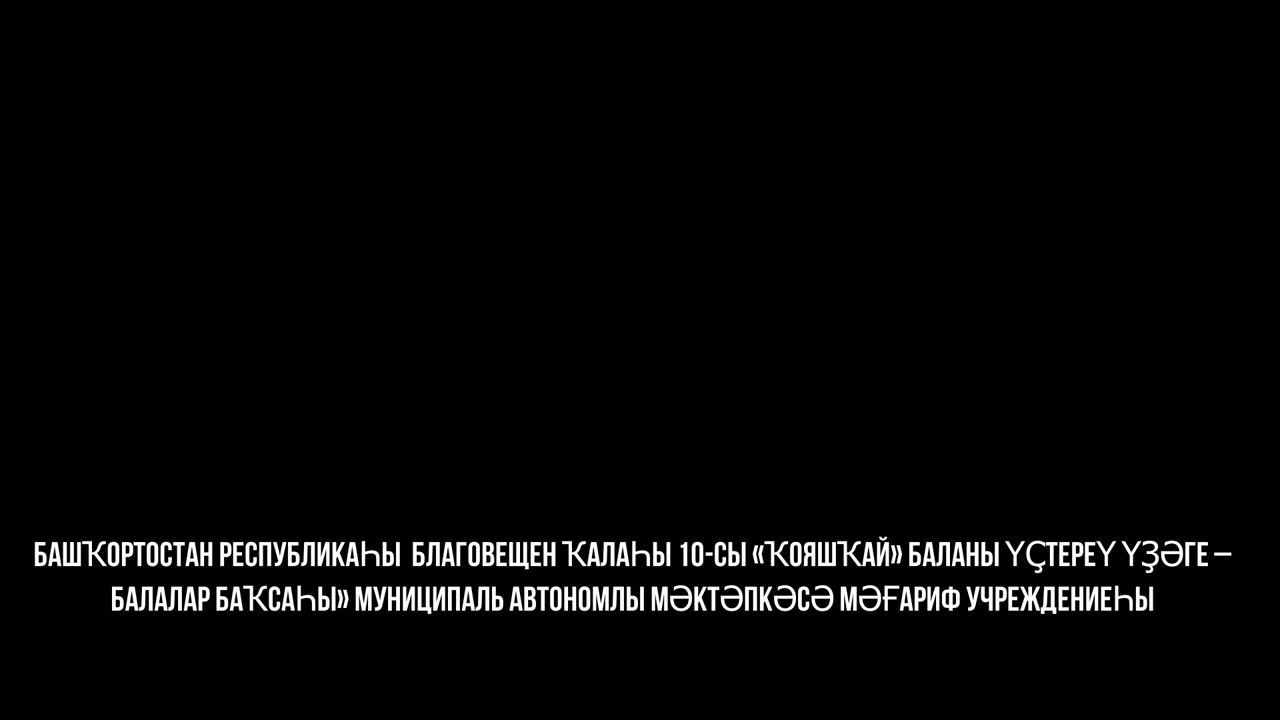 БАШҠОРТОСТАН РЕСПУБЛИКАҺЫ  БЛАГОВЕЩЕН ҠАЛАҺЫ 10-СЫ «ҠОЯШҠАЙ» БАЛАНЫ ҮҪТЕРЕҮ ҮҘӘГЕ –
БАЛАЛАР БАҠСАҺЫ» МУНИЦИПАЛЬ АВТОНОМЛЫ МӘКТӘПКӘСӘ МӘҒАРИФ УЧРЕЖДЕНИЕҺЫ